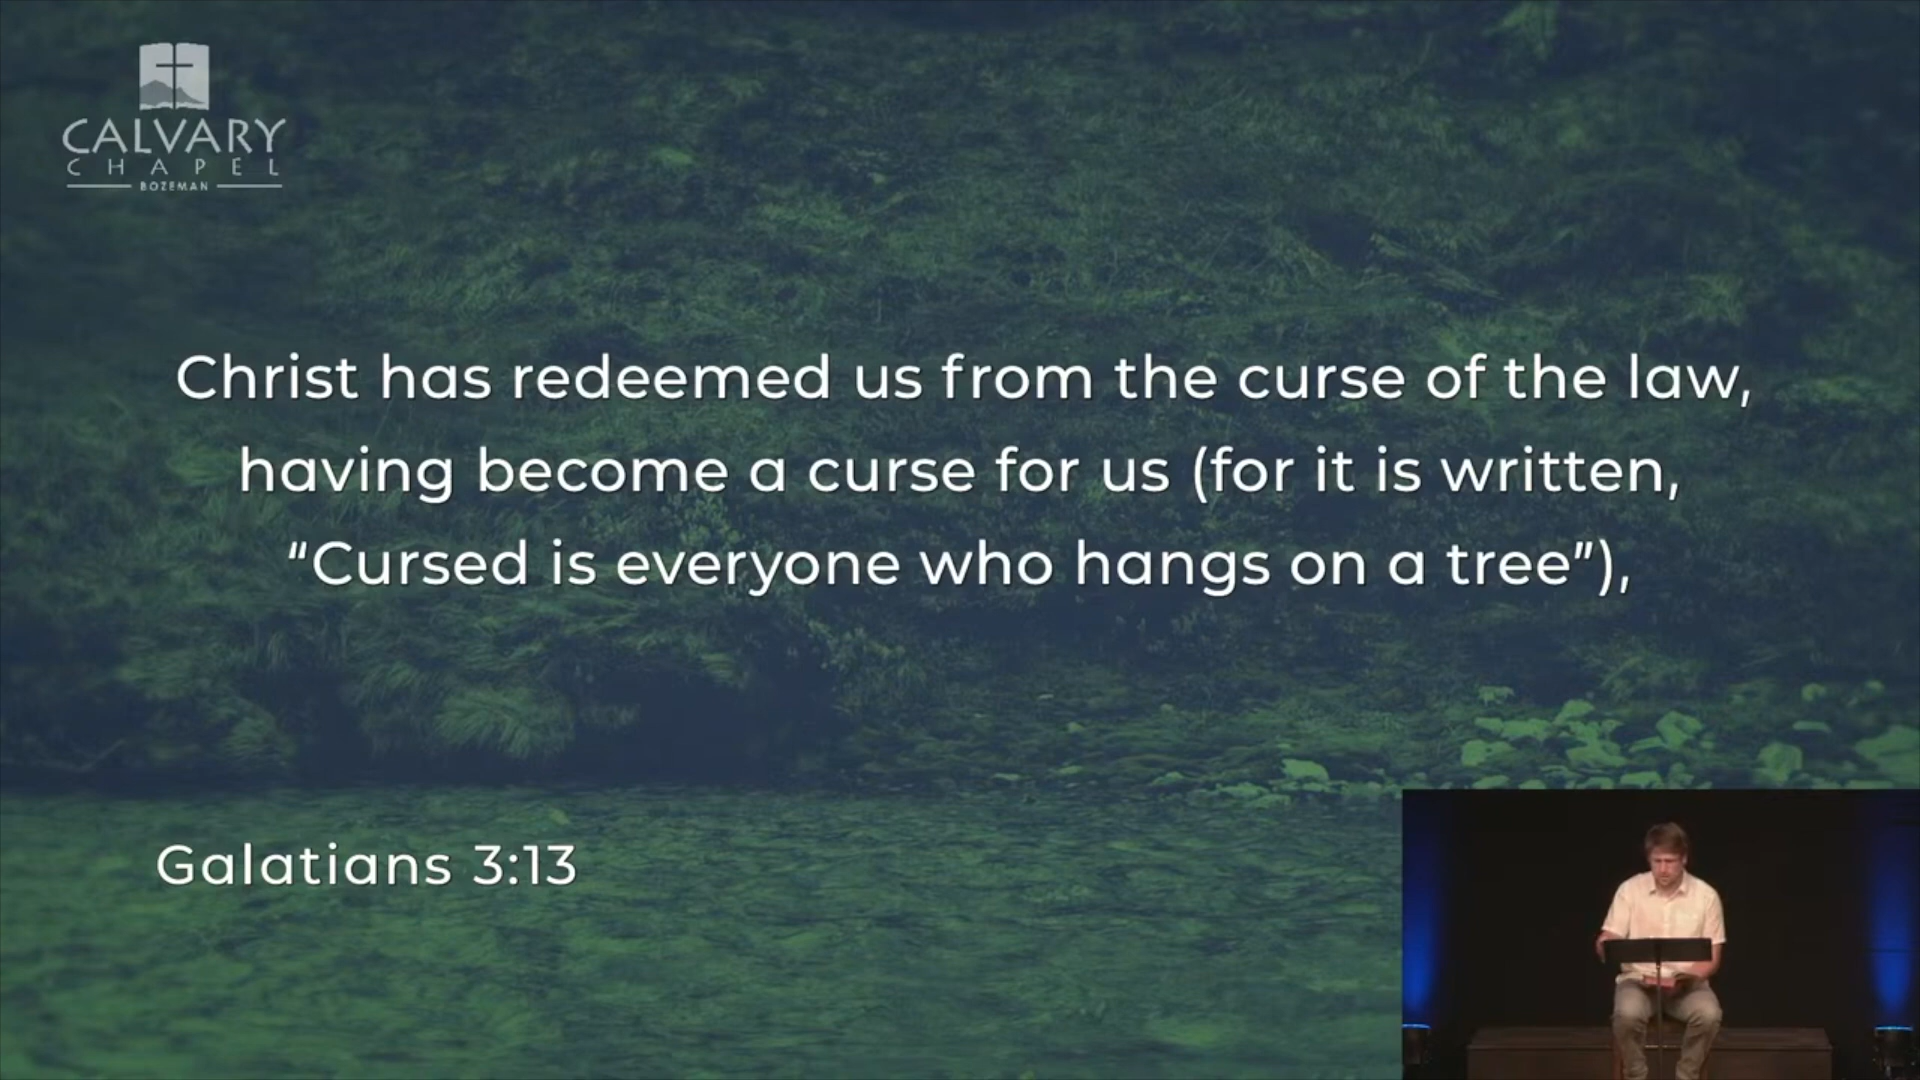 CALVARY
CHAPEL
BOZEMAN
Christ has redeemed us from the curse of the law,
having become a curse for us (for it is written,
“Cursed is everyone who hangs on a tree”),
Galatians 3:13